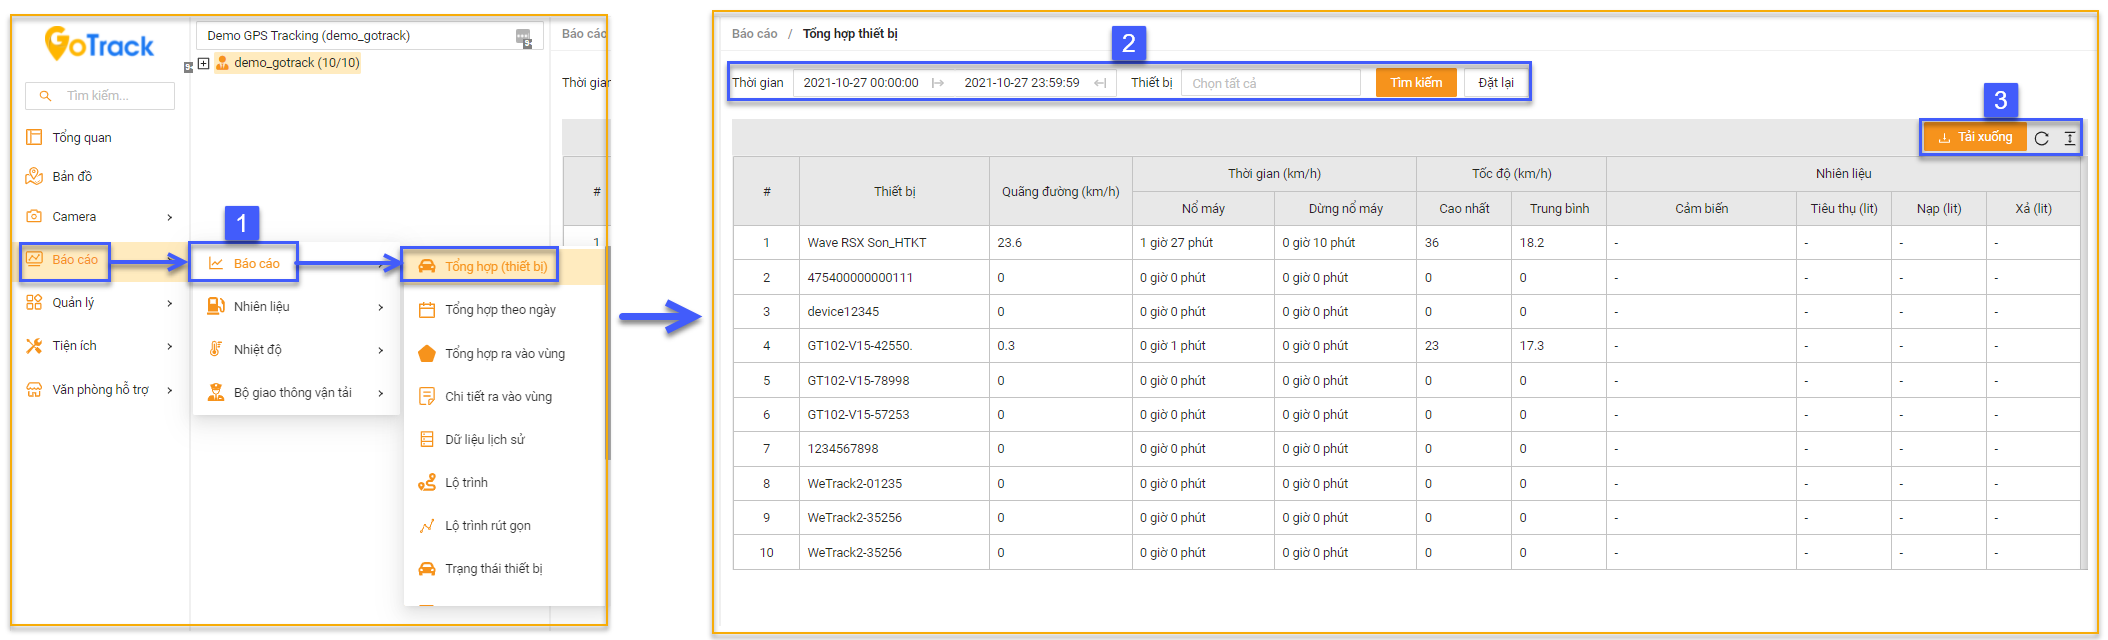 GoTrack
Tìm kiếm...
Tổng quan
Bản đồ
Camera
Báo cáo
Quản lý
Tiện ích
Văn phòng hỗ trợ
Demo GPS Tracking (demo_gotrack)
demo_gotrack (10/10)
1
Báo cáo
Nhiên liệu
Nhiệt độ
Bộ giao thông vận tải
Báo cáo
Thời gian
#
1
Tổng hợp (thiết bị)
Tổng hợp theo ngày
Tổng hợp ra vào vùng
Chi tiết ra vào vùng
Dữ liệu lịch sử
Lộ trình
Lộ trình rút gọn
Trạng thái thiết bị
Báo cáo / Tổng hợp thiết bị
2
Thời gian 2021-10-27 00:00:00 2021-10-27 23:59:59 Thiết bị Chọn tất cả Tìm kiếm Đặt lại
3
Tải xuống
# Thiết bị Quãng đường (km/h) Thời gian (km/h) Tốc độ (km/h) Nhiên liệu
Nổ máy Dừng nổ máy Cao nhất Trung bình Cảm biến Tiêu thụ (lit) Nạp (lit) Xả (lit)
1 Wave RSX Son_HTKT 23.6 1 giờ 27 phút 0 giờ 10 phút 36 18.2 - - - -
2 475400000000111 0 0 giờ 0 phút 0 giờ 0 phút 0 0 - - - -
3 device12345 0 0 giờ 0 phút 0 giờ 0 phút 0 0 - - - -
4 GT102-V15-42550. 0.3 0 giờ 1 phút 0 giờ 0 phút 23 17.3 - - - -
5 GT102-V15-78998 0 0 giờ 0 phút 0 giờ 0 phút 0 0 - - - -
6 GT102-V15-57253 0 0 giờ 0 phút 0 giờ 0 phút 0 0 - - - -
7 1234567898 0 0 giờ 0 phút 0 giờ 0 phút 0 0 - - - -
8 WeTrack2-01235 0 0 giờ 0 phút 0 giờ 0 phút 0 0 - - - -
9 WeTrack2-35256 0 0 giờ 0 phút 0 giờ 0 phút 0 0 - - - -
10 WeTrack2-35256 0 0 giờ 0 phút 0 giờ 0 phút 0 0 - - - -